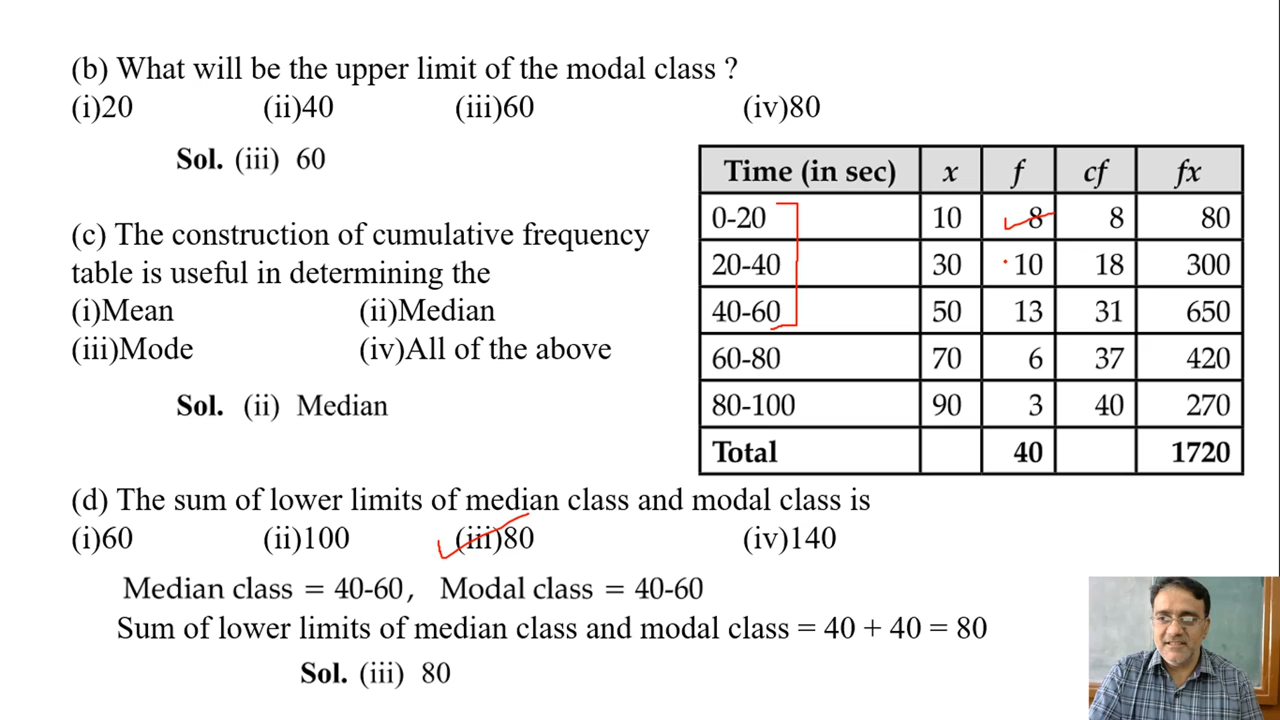 (b) What will be the upper limit of the modal class ?
(i)20 (ii)40 (iii)60 (iv)80
Sol. (iii) 60
(c) The construction of cumulative frequency
table is useful in determining the
(i)Mean (ii)Median
(iii)Mode (iv)All of the above
Sol. (ii) Median
Time (in sec) x f cf fx
0-20 10 8 8 80
20-40 30 10 18 300
40-60 50 13 31 650
60-80 70 6 37 420
80-100 90 3 40 270
Total 40 1720
(d) The sum of lower limits of median class and modal class is
(i)60 (ii)100 (iii)80 (iv)140
Median class = 40-60, Modal class = 40-60
Sum of lower limits of median class and modal class = 40 + 40 = 80
Sol. (iii) 80